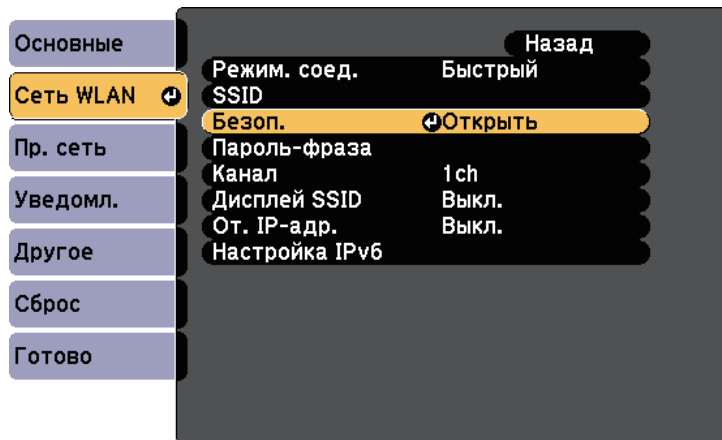 Основные
Сеть WLAN
Пр. сеть
Уведомл.
Другое
Сброс
Готово
Назад
Режим. соед. Быстрый
SSID
Безоп. Открыть
Пароль-фраза
Канал 1ch
Дисплей SSID Выкл.
От. IP-адр. Выкл.
Настройка IPv6